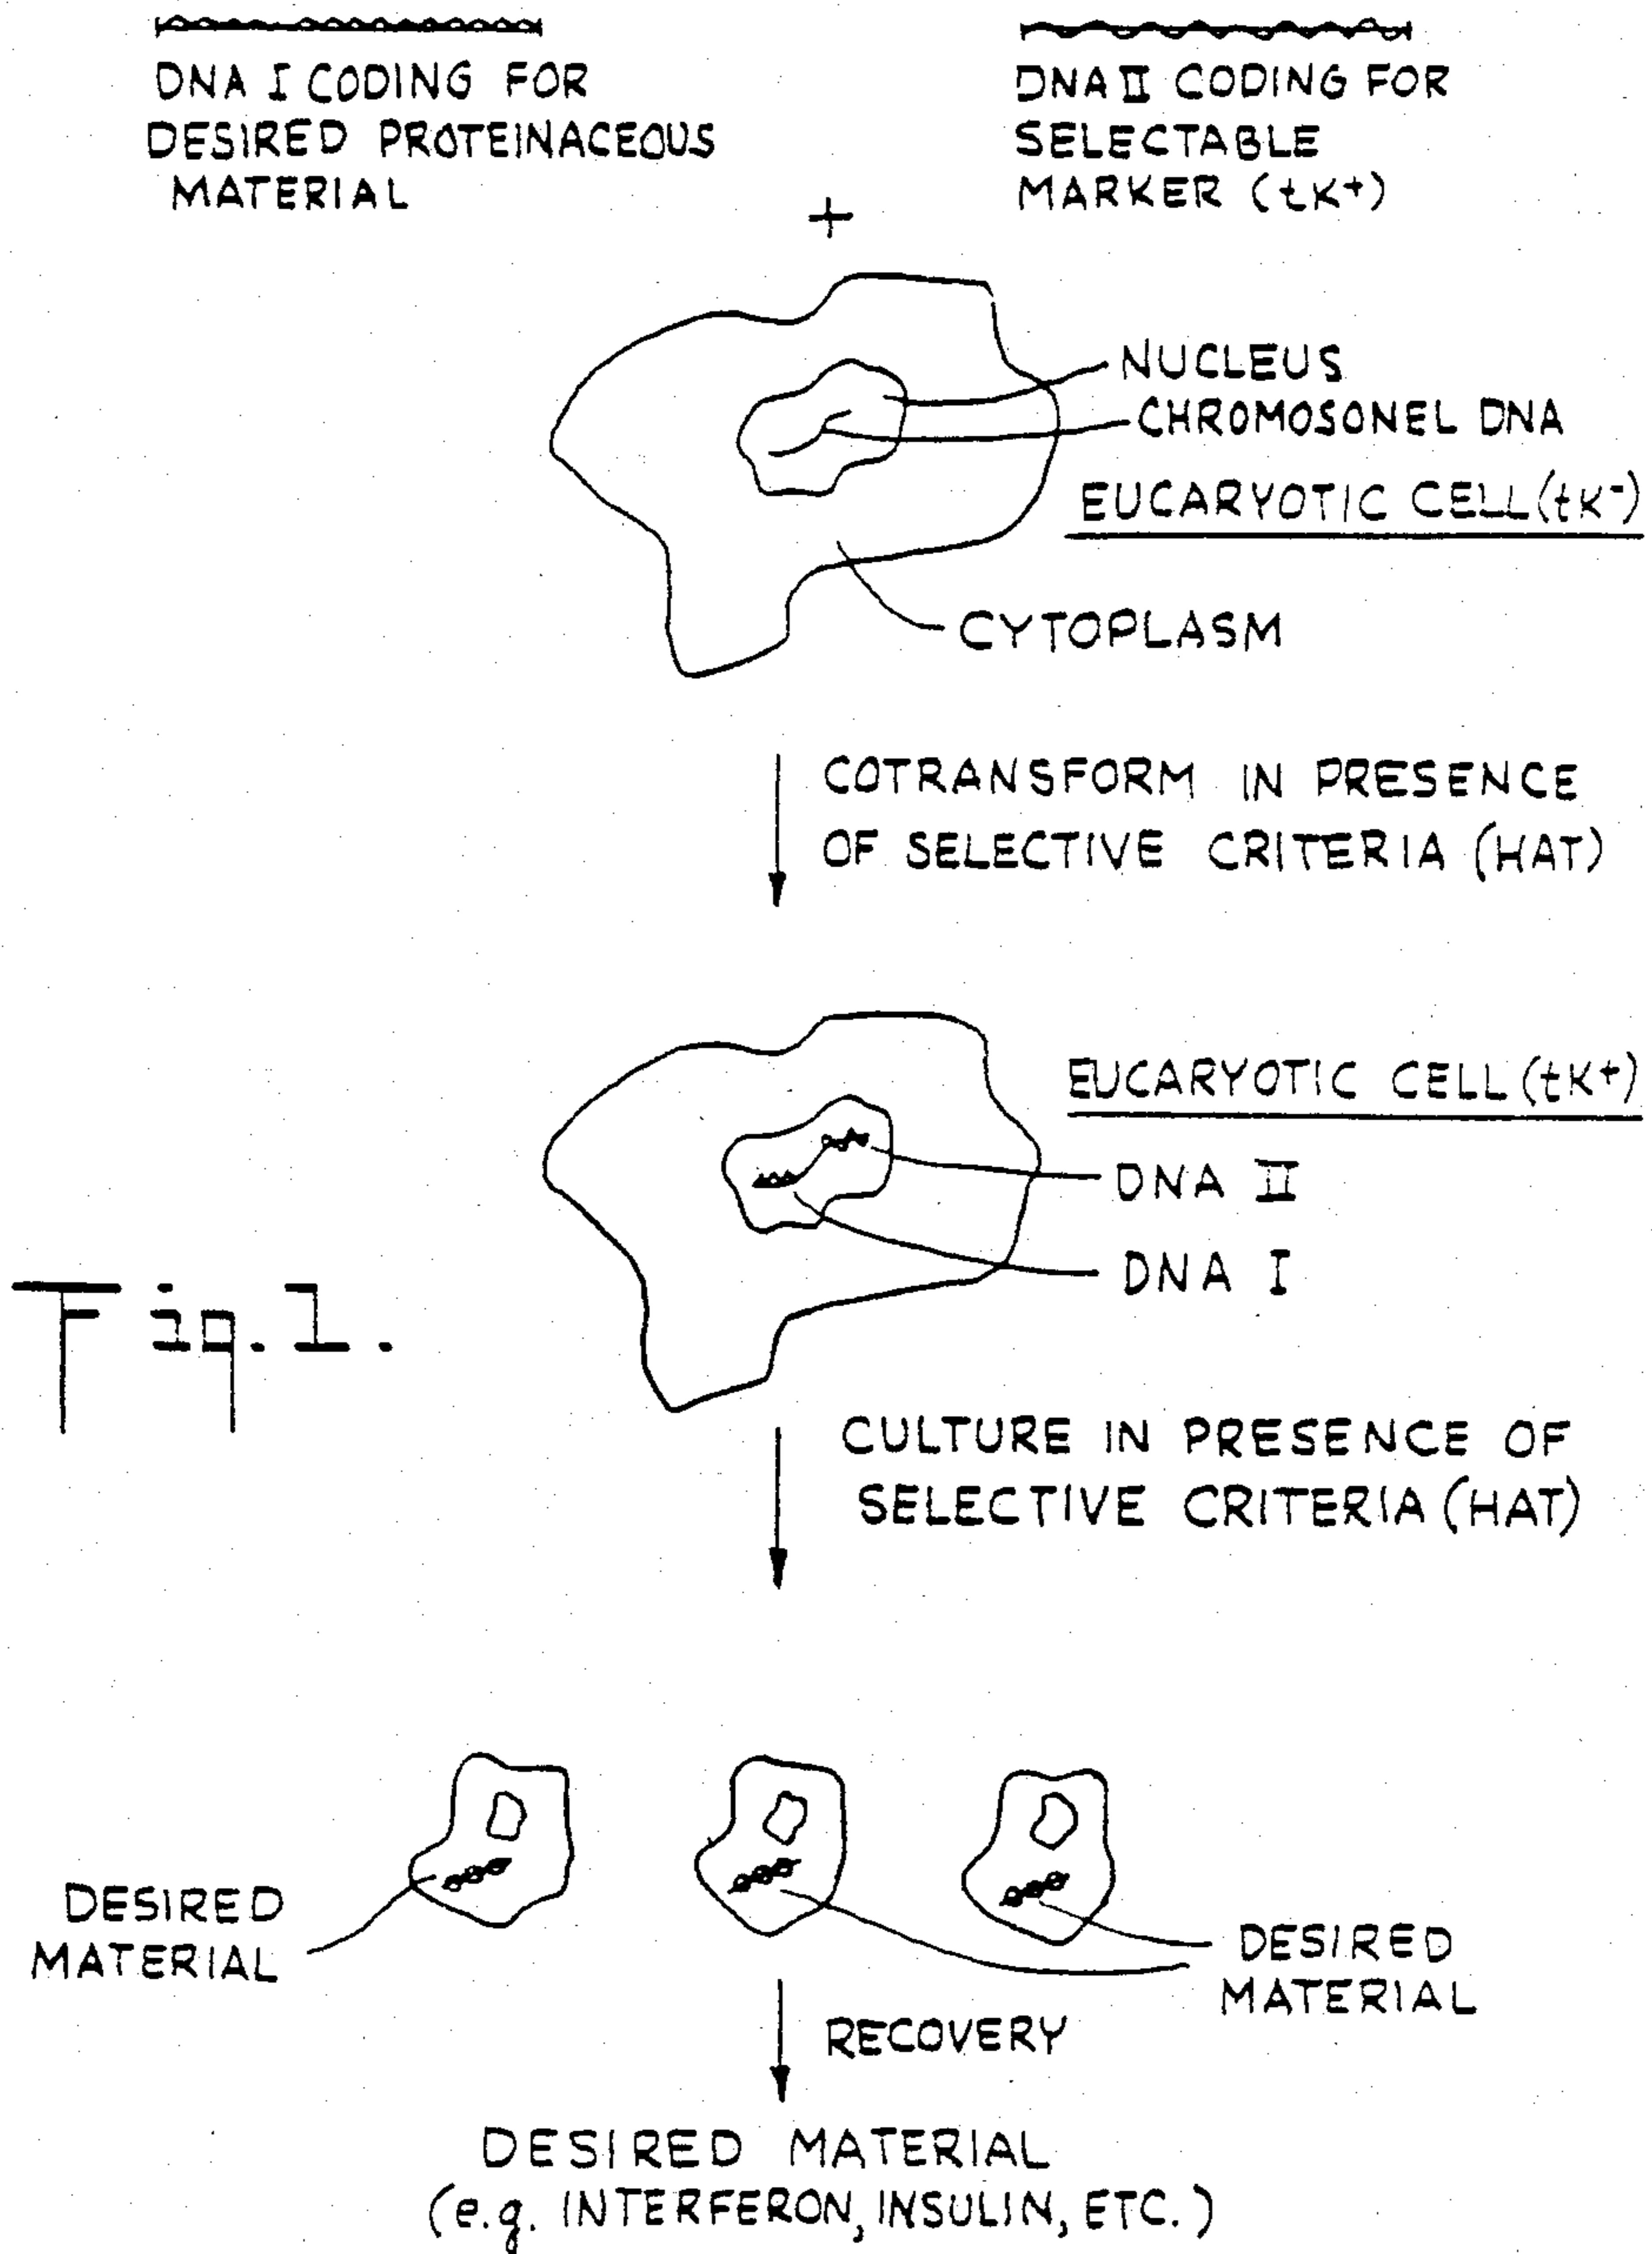 DNA I CODING FOR
DESIRED PROTEINACEOUS
MATERIAL
DNA II CODING FOR
SELECTABLE
MARKER (tK+)
+
NUCLEUS
CHROMOSONEL DNA
EUCARYOTIC CELL (tK-)
CYTOPLASM
COTRANSFORM IN PRESENCE
OF SELECTIVE CRITERIA (HAT)
EUCARYOTIC CELL (tK+)
DNA II
DNA I
Fig. 1.
CULTURE IN PRESENCE OF
SELECTIVE CRITERIA (HAT)
DESIRED
MATERIAL
DESIRED
MATERIAL
RECOVERY
DESIRED MATERIAL
(e.g. INTERFERON, INSULIN, ETC.)